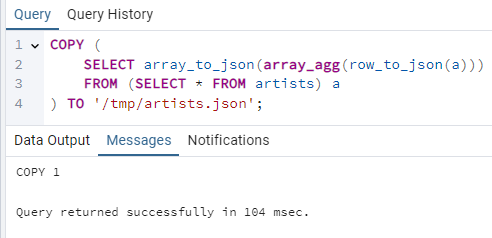 Query Query History
1 COPY (
2 SELECT array_to_json(array_agg(row_to_json(a)))
3 FROM (SELECT * FROM artists) a
4 ) TO '/tmp/artists.json';
Data Output Messages Notifications
COPY 1
Query returned successfully in 104 msec.